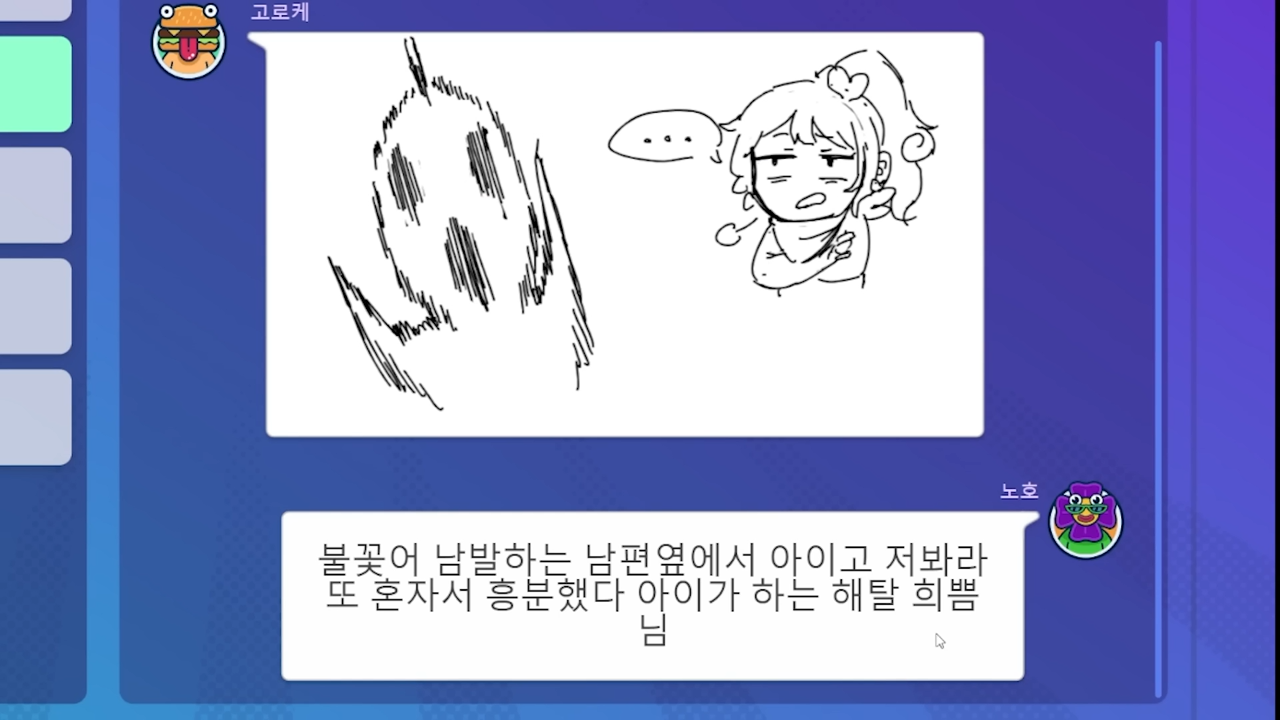 고로케
...
노호
불꽃어 남발하는 남편옆에서 아이고 저봐라
또 혼자서 흥분했다 아이가 하는 해탈 희쁨
님